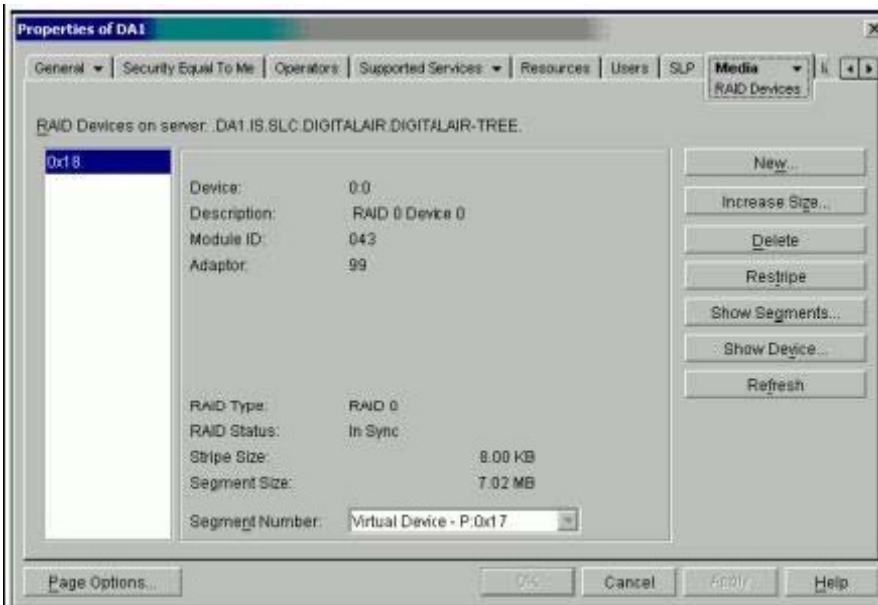 Properties of DA1
General Security Equal To Me Operators Supported Services Resources Users SLP Media
RAID Devices
RAID Devices on server: .DA1.IS.SLC.DIGITALAIR.DIGITALAIR-TREE.
0x18
New...
Device: 0:0
Increase Size...
Description: RAID 0 Device 0
Module ID: 043
Delete
Adaptor: 99
Restripe
Show Segments...
Show Device...
Refresh
RAID Type: RAID 0
RAID Status: In Sync
Stripe Size: 8.00 KB
Segment Size: 7.02 MB
Segment Number: Virtual Device - P:0x17
Page Options... OK Cancel Apply Help